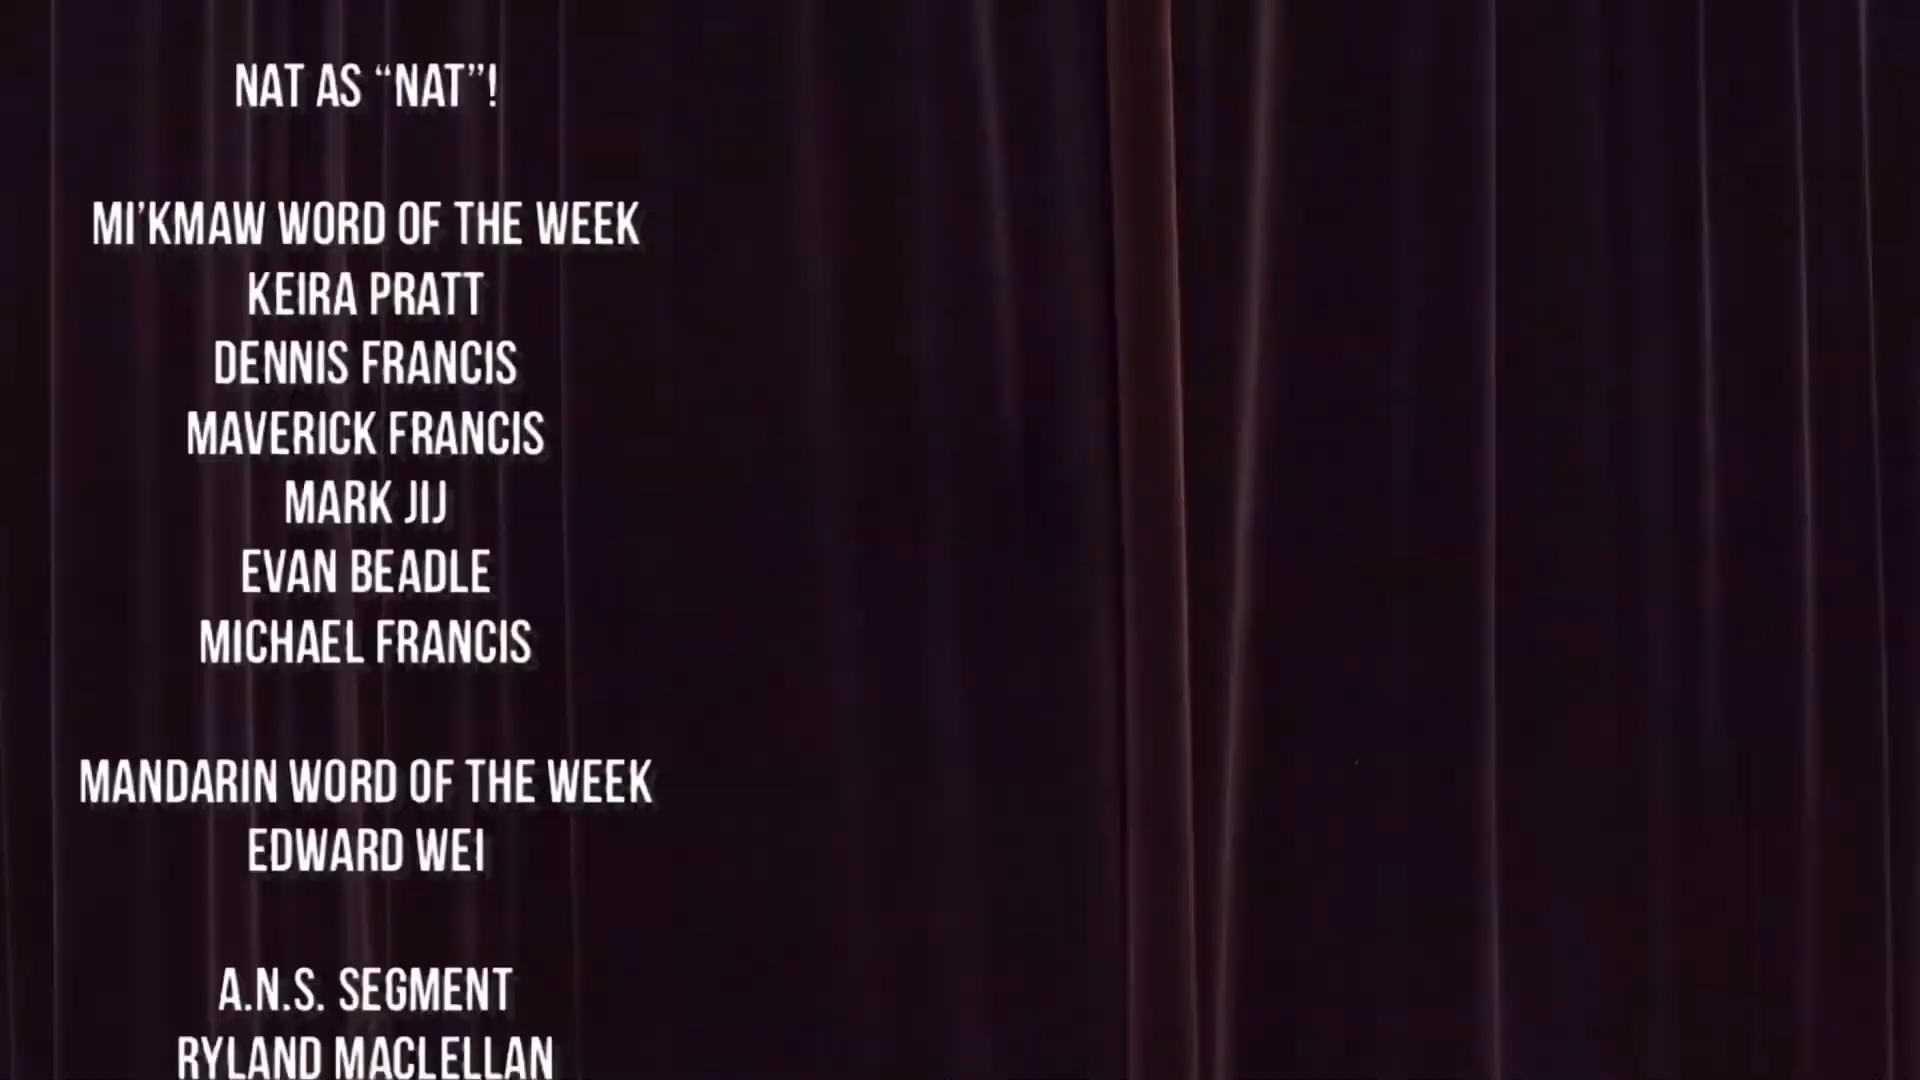 NAT AS “NAT”!
MI’KMAW WORD OF THE WEEK
KEIRA PRATT
DENNIS FRANCIS
MAVERICK FRANCIS
MARK JIJ
EVAN BEADLE
MICHAEL FRANCIS
MANDARIN WORD OF THE WEEK
EDWARD WEI
A.N.S. SEGMENT
RYLAND MACLELLAN